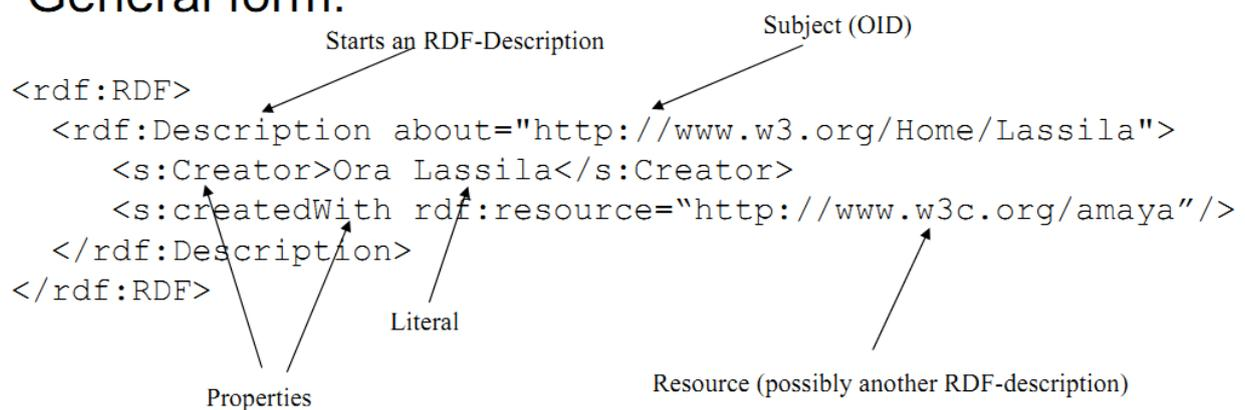 General form:
Starts an RDF-Description
Subject (OID)
<rdf:RDF>
<rdf:Description about="http://www.w3.org/Home/Lassila">
<s:Creator>Ora Lassila</s:Creator>
<s:createdWith rdf:resource=“http://www.w3c.org/amaya”/>
</rdf:Description>
</rdf:RDF>
Literal
Properties
Resource (possibly another RDF-description)